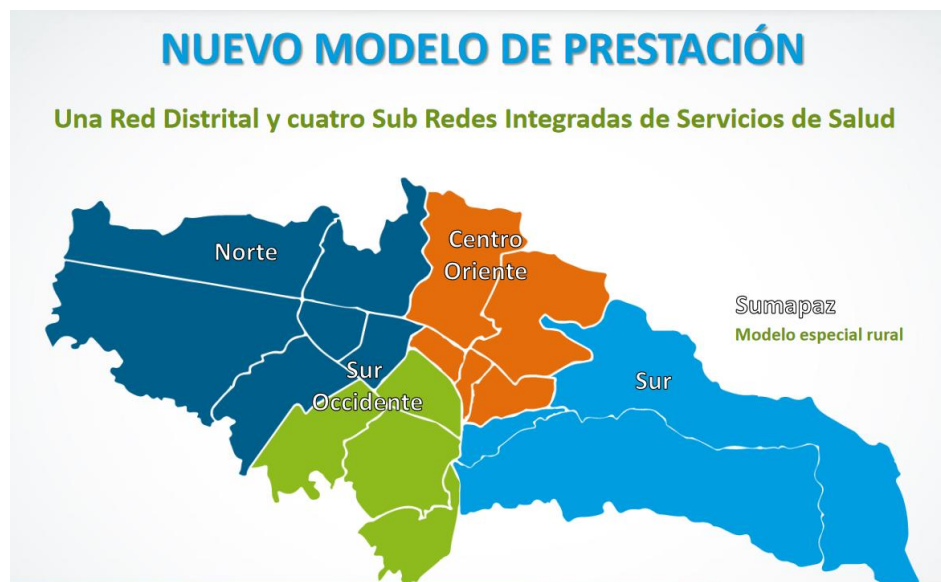 NUEVO MODELO DE PRESTACIÓN
Una Red Distrital y cuatro Sub Redes Integradas de Servicios de Salud
Norte
Centro
Oriente
Sumapaz
Modelo especial rural
Sur
Occidente
Sur